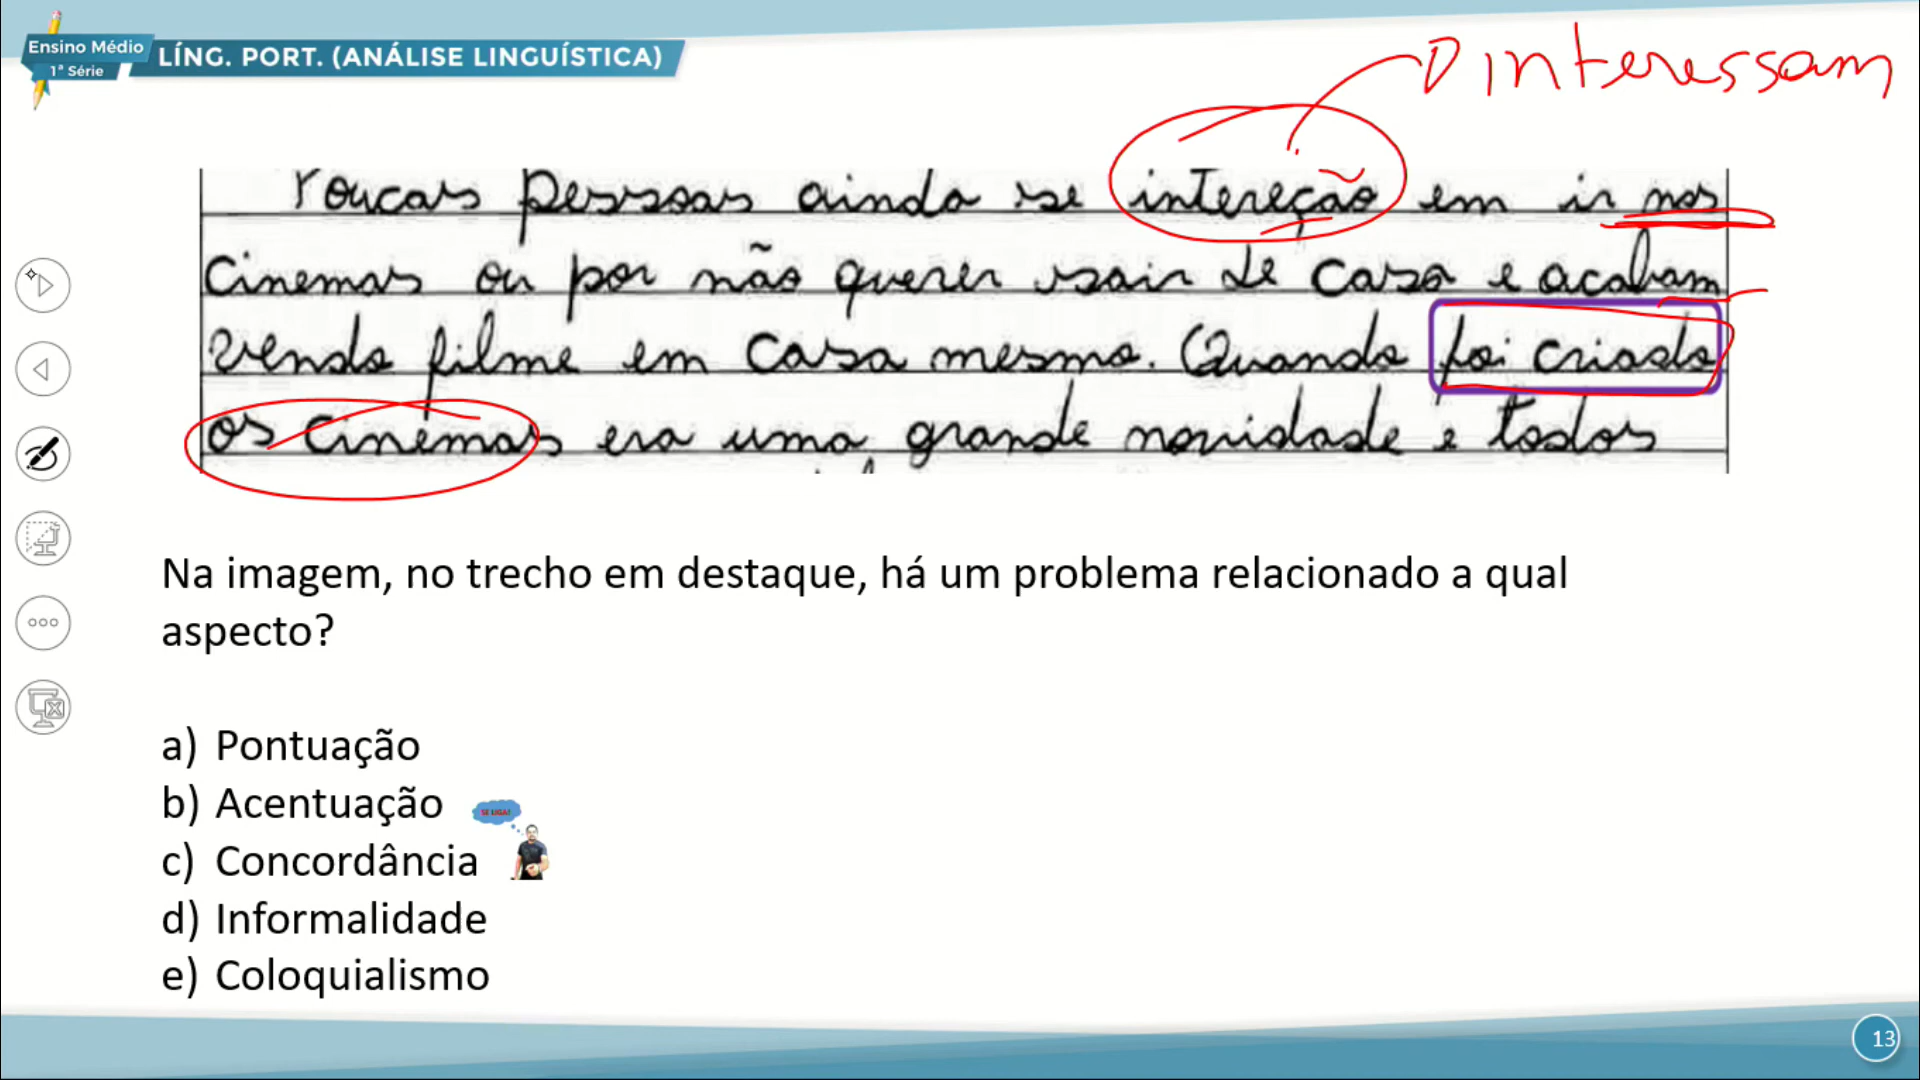 Ensino Médio
1ª Série
LÍNG. PORT. (ANÁLISE LINGUÍSTICA)
interessam
Poucas pessoas ainda se intereção em ir nos
cinemas ou por não querer sair de casa e acabam
vendo filme em casa mesmo. Quando foi criado
os cinemas era uma grande novidade e todos
Na imagem, no trecho em destaque, há um problema relacionado a qual
aspecto?
a) Pontuação
b) Acentuação
SE LIGA!
c) Concordância
d) Informalidade
e) Coloquialismo
13